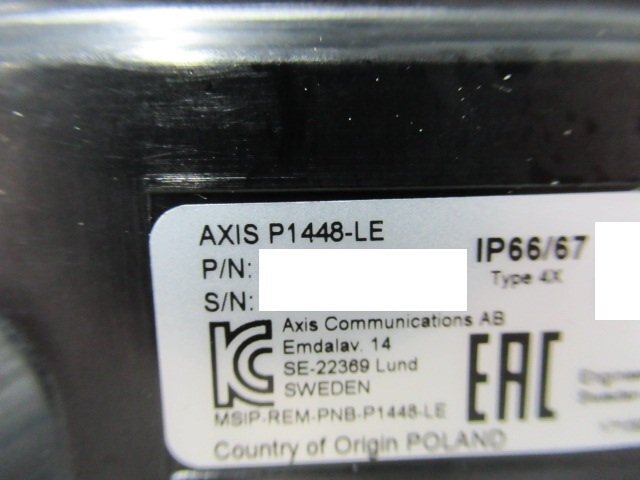 AXIS P1448-LE
P/N:
S/N:
IP66/67
Type 4X
Axis Communications AB
Emdalav. 14
SE-22369 Lund
SWEDEN
MSIP-REM-PNB-P1448-LE
Country of Origin POLAND
EAC